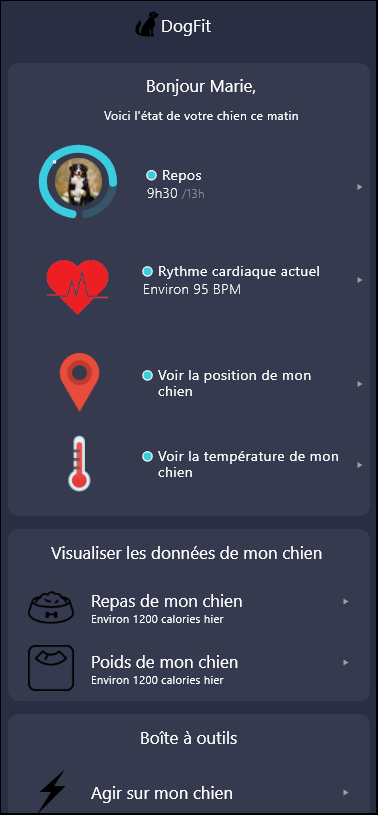 DogFit
Bonjour Marie,
Voici l'état de votre chien ce matin
Repos
9h30 /13h
Rythme cardiaque actuel
Environ 95 BPM
Voir la position de mon
chien
Voir la température de mon
chien
Visualiser les données de mon chien
Repas de mon chien
Environ 1200 calories hier
Poids de mon chien
Environ 1200 calories hier
Boîte à outils
Agir sur mon chien